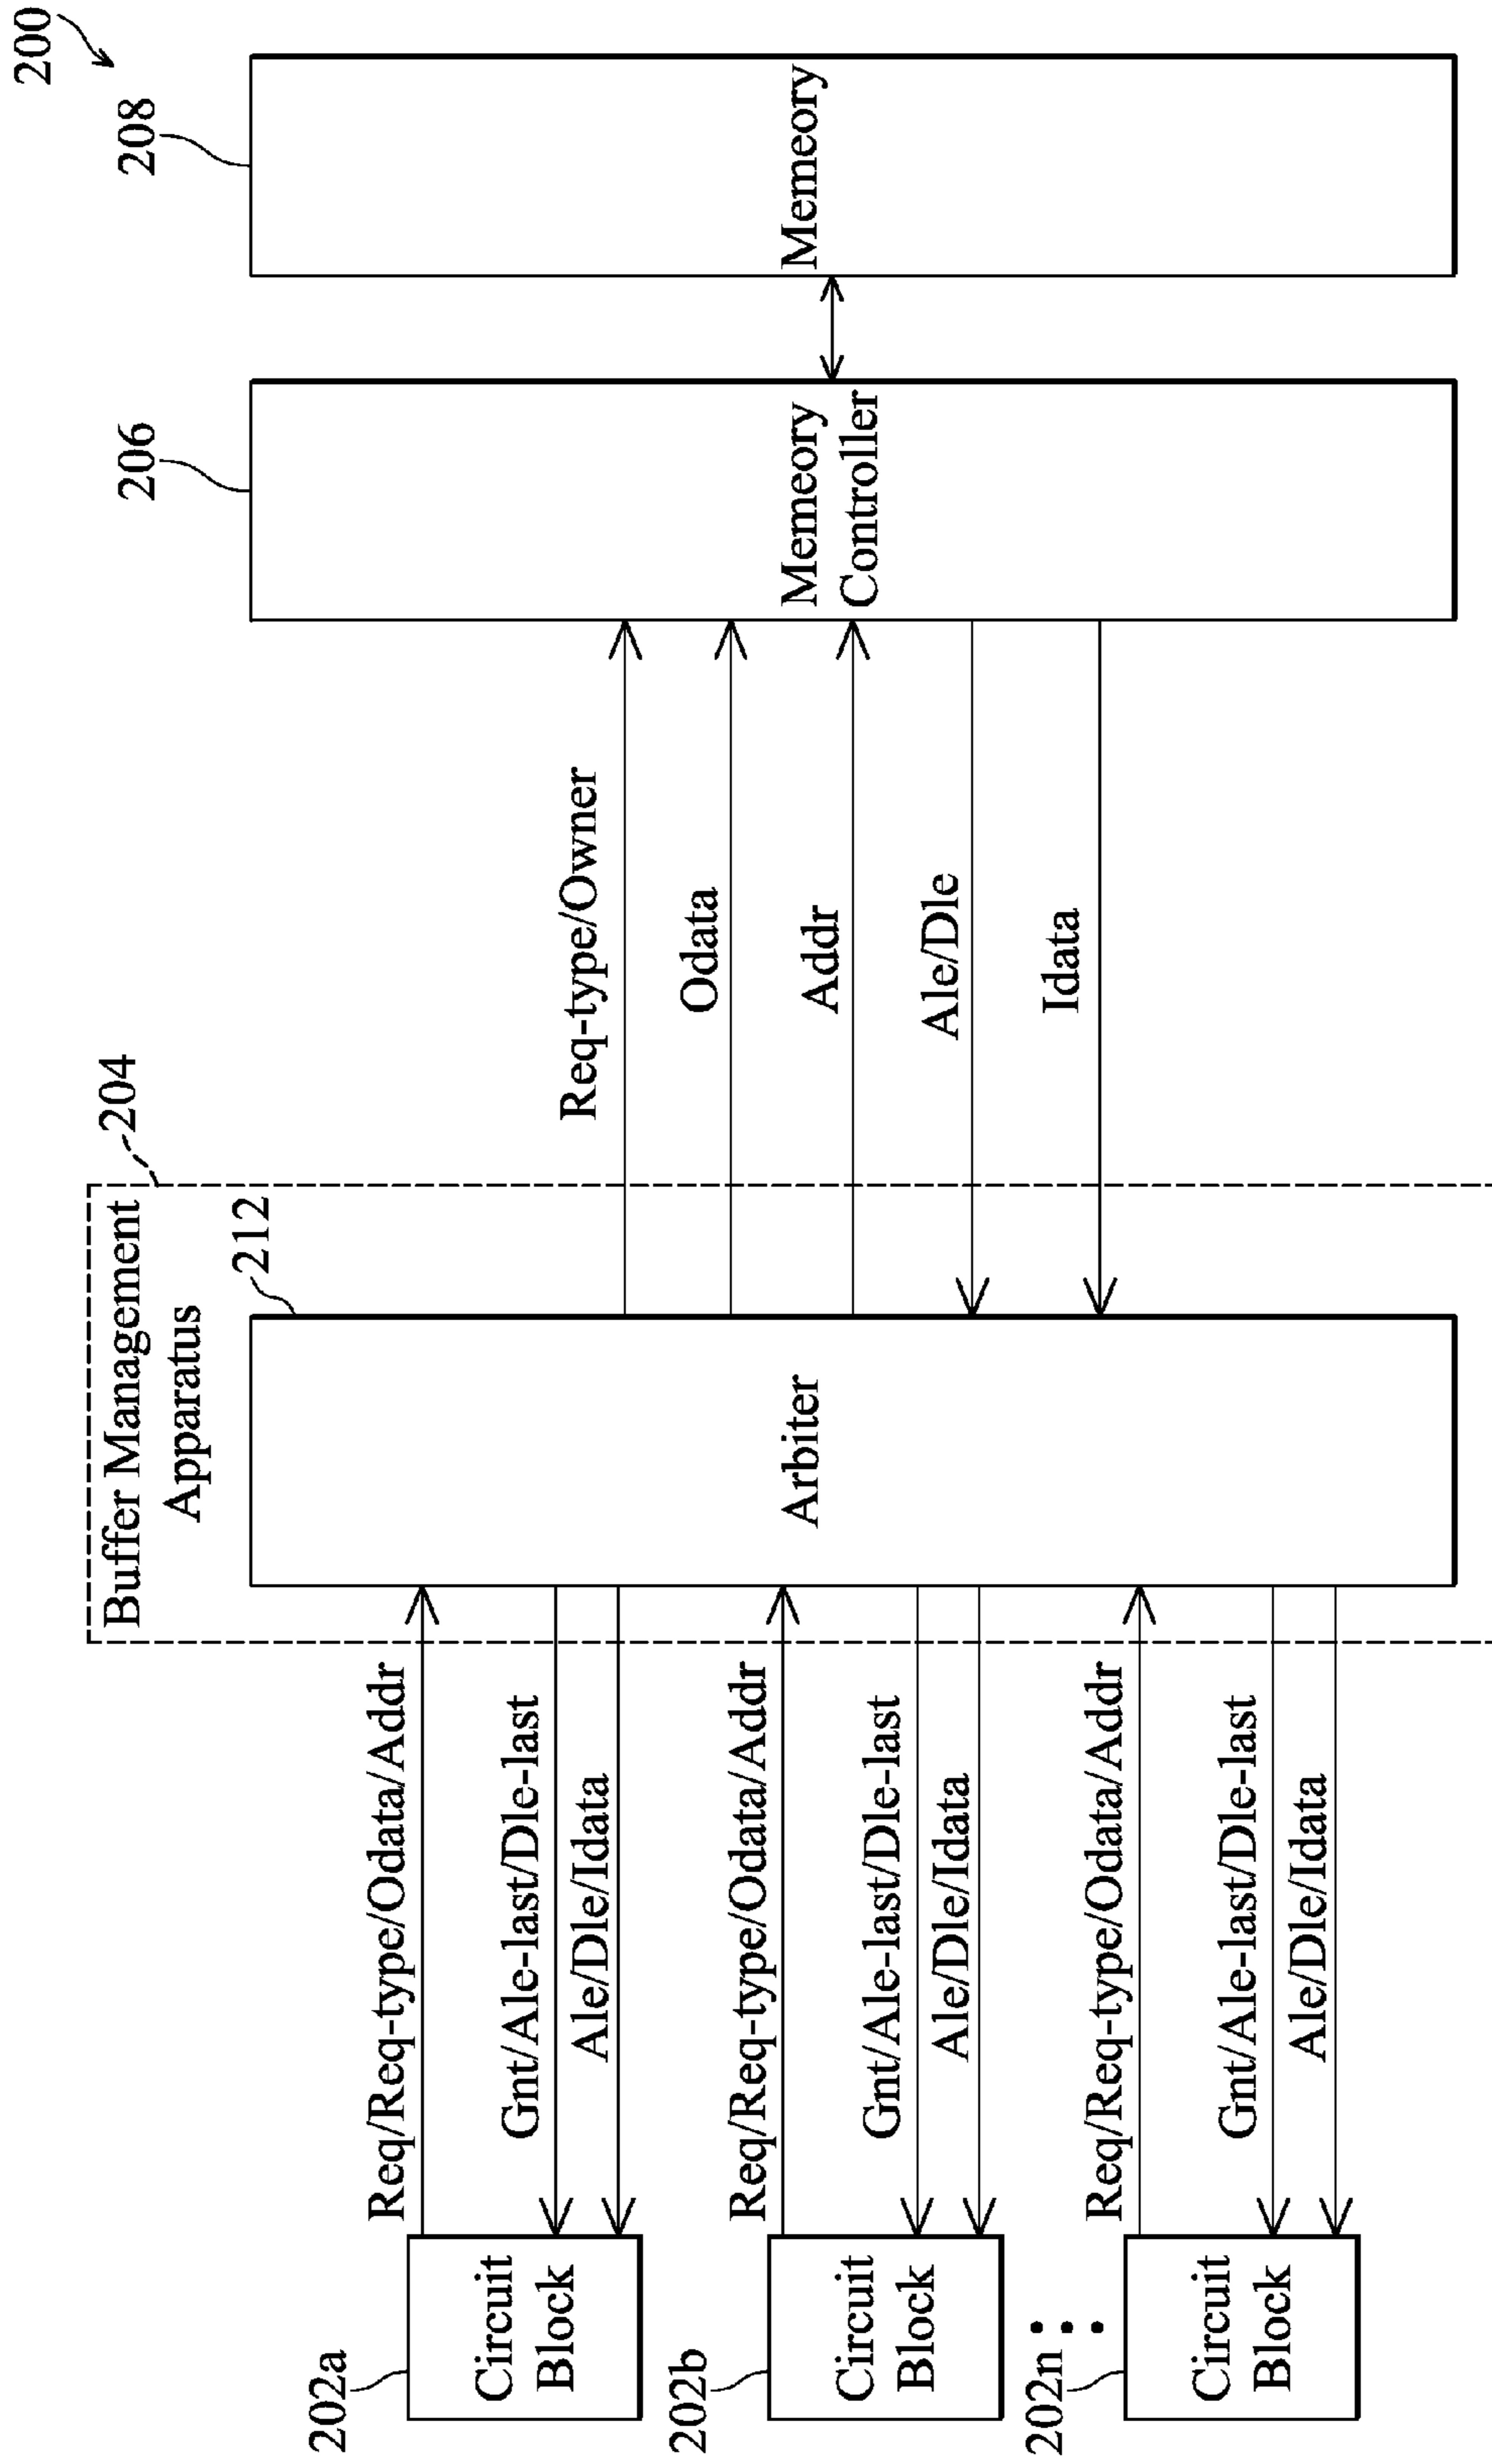 200
Buffer Management
Apparatus
204
212
206
208
202a
Circuit
Block
Req/Req-type/Odata/Addr
Gnt/Ale-last/Dle-last
Ale/Dle/Idata
202b
Circuit
Block
Req/Req-type/Odata/Addr
Gnt/Ale-last/Dle-last
Ale/Dle/Idata
202n
Circuit
Block
Req/Req-type/Odata/Addr
Gnt/Ale-last/Dle-last
Ale/Dle/Idata
Arbiter
Req-type/Owner
Odata
Addr
Ale/Dle
Idata
Memeory
Controller
Memeory